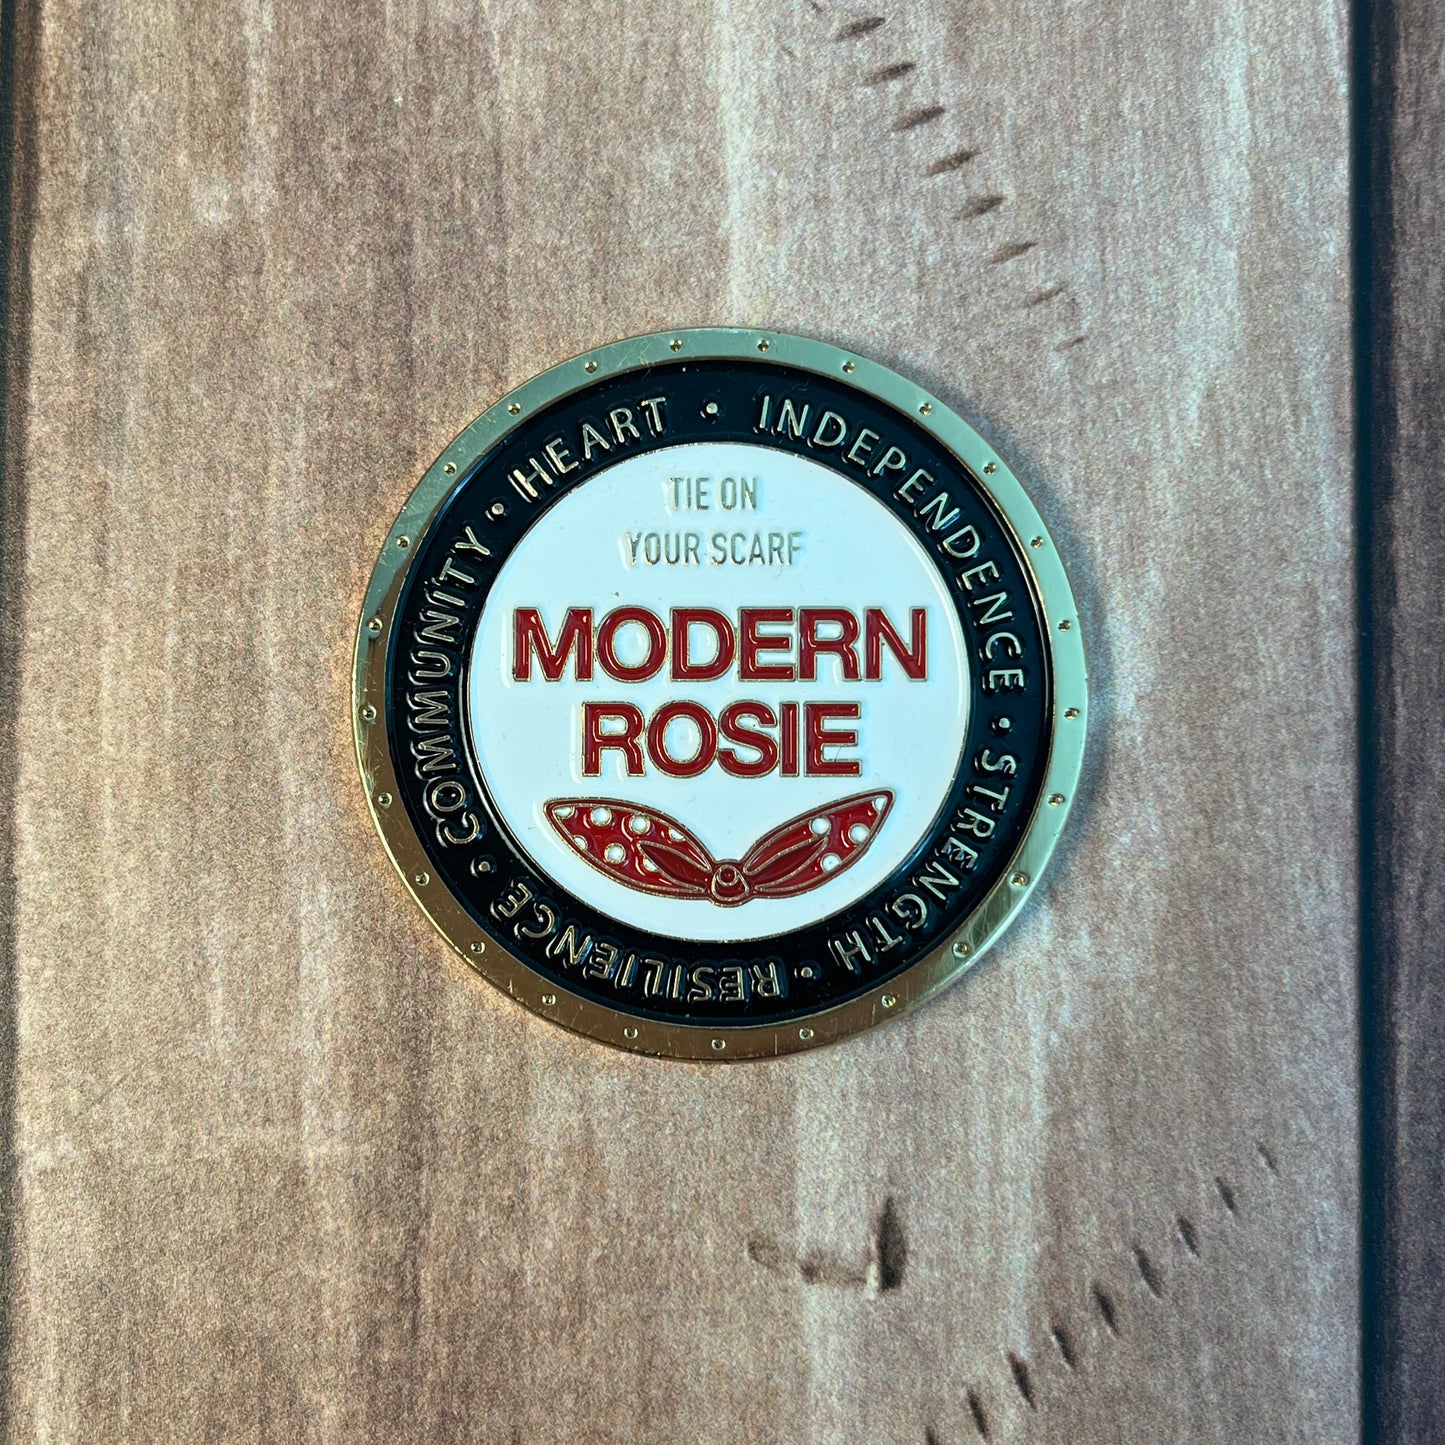 HEART • INDEPENDENCE • STRENGTH • RESILIENCE • COMMUNITY •
TIE ON
YOUR SCARF
MODERN
ROSIE